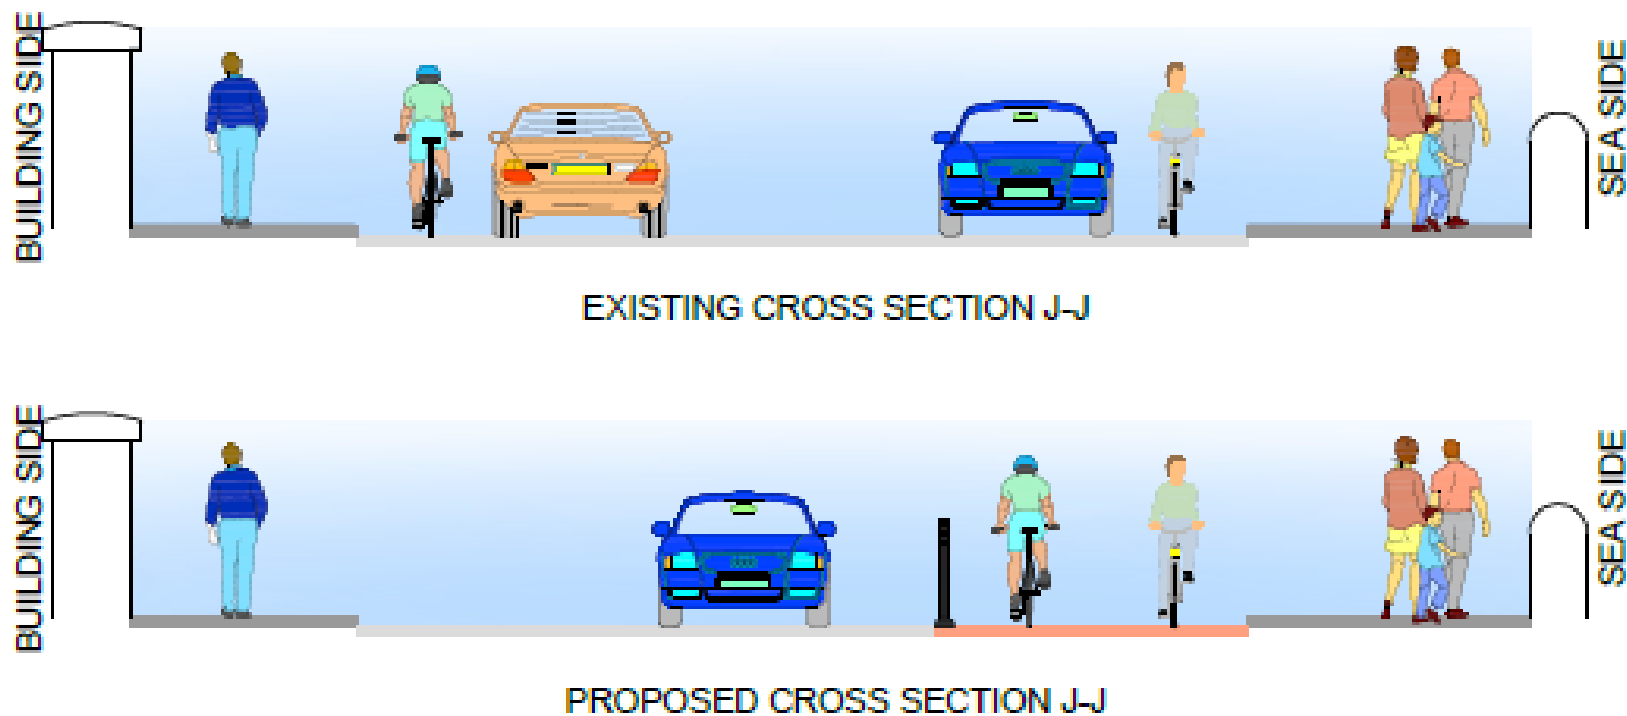 BUILDING SIDE
SEA SIDE
EXISTING CROSS SECTION J-J
BUILDING SIDE
SEA SIDE
PROPOSED CROSS SECTION J-J